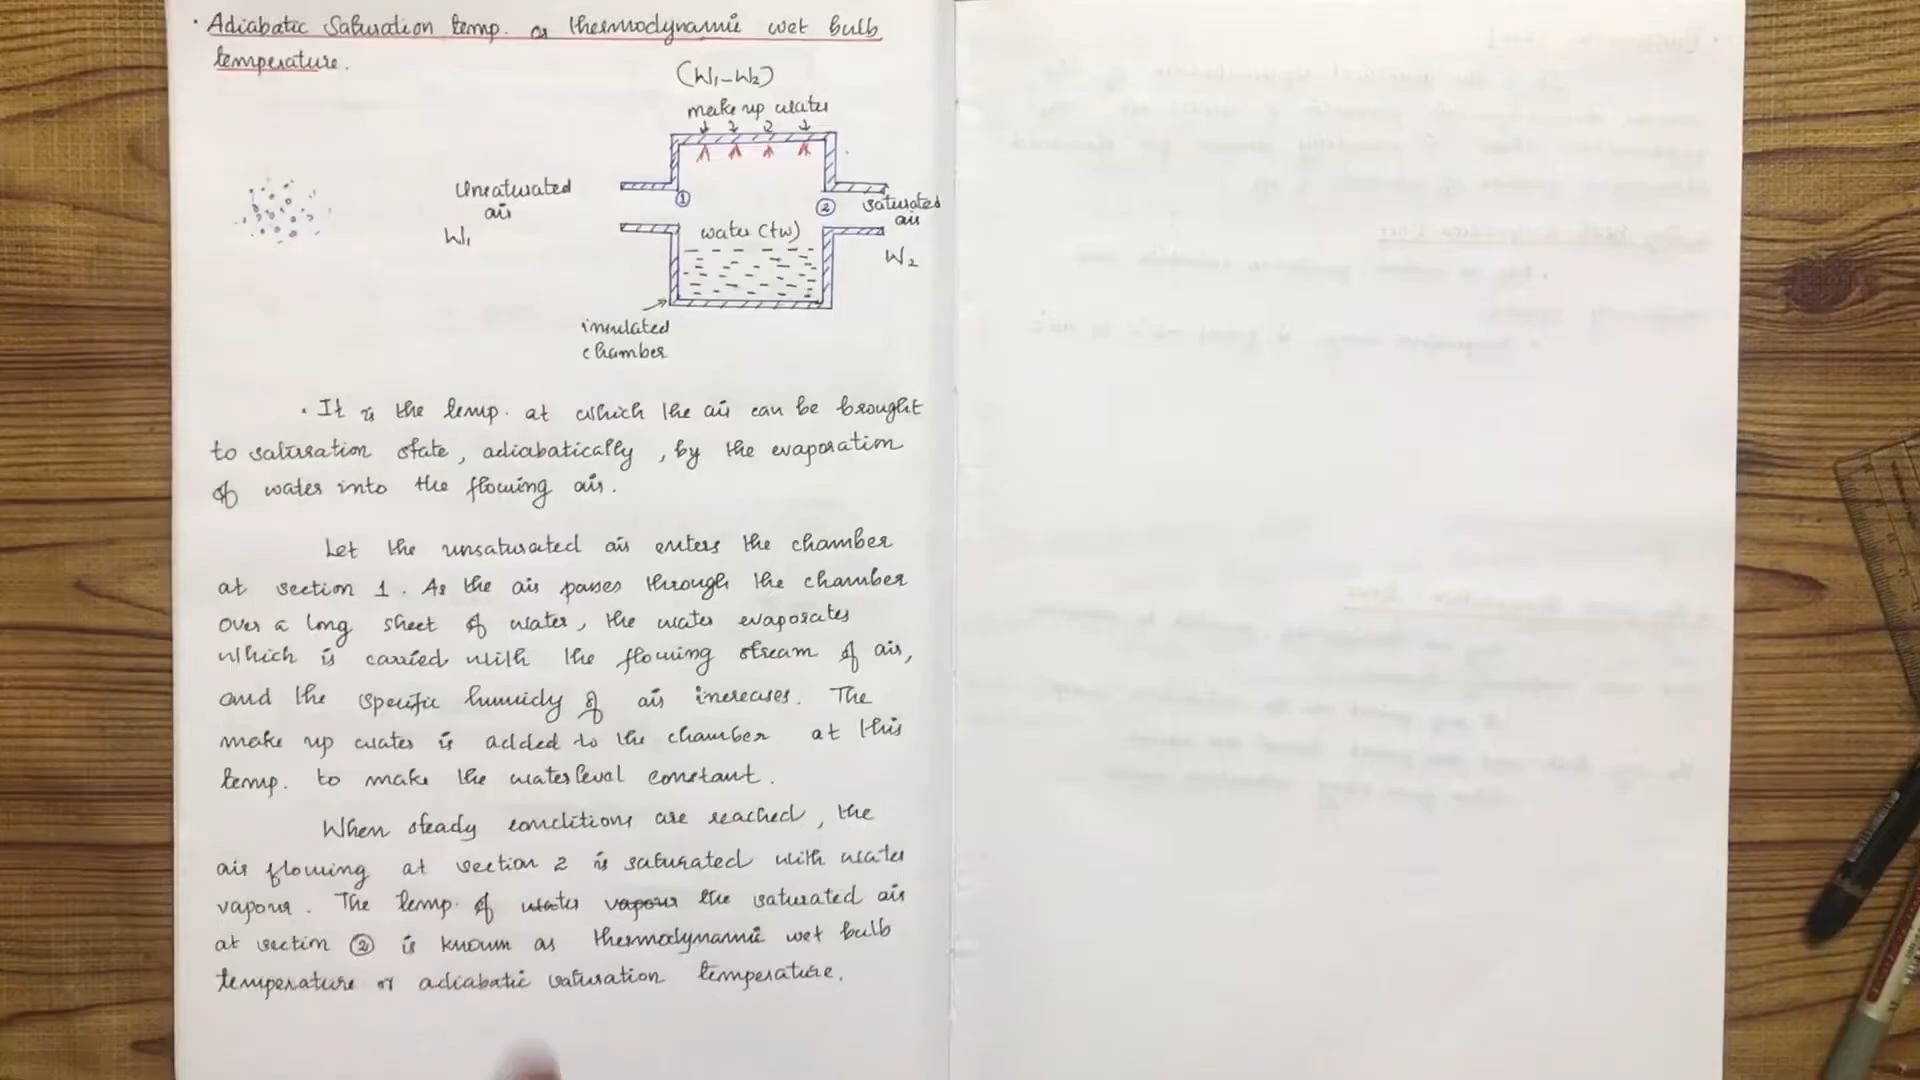 · Adiabatic Saturation temp. or thermodynamic wet bulb
temperature.
(W₁-W₂)
make up water
Unsaturated
air
W₁
①
②
saturated
air
W₂
water (tw)
insulated
chamber
· It is the temp. at which the air can be brought
to saturation state, adiabatically, by the evaporation
of water into the flowing air.
Let the unsaturated air enters the chamber
at section 1. As the air passes through the chamber
over a long sheet of water, the water evaporates
which is carried with the flowing stream of air,
and the specific humidy of air increases. The
make up water is added to the chamber at this
temp. to make the water leval constant.
When steady conditions are reached, the
air flowing at section 2 is saturated with water
vapour. The temp. of water vapour the saturated air
at section ② is known as thermodynamic wet bulb
temperature or adiabatic saturation temperature.